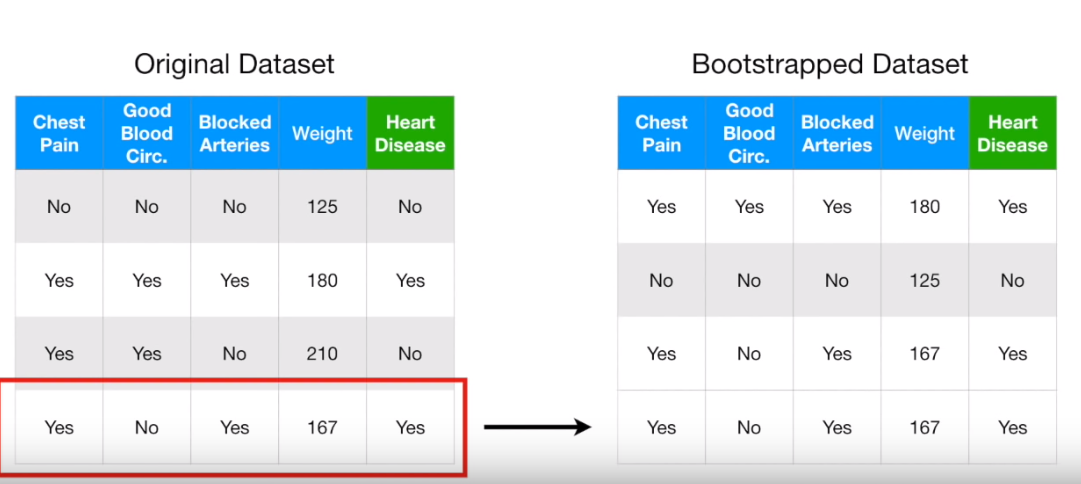 Original Dataset
Chest Pain Good Blood Circ. Blocked Arteries Weight Heart Disease
No No No 125 No
Yes Yes Yes 180 Yes
Yes Yes No 210 No
Yes No Yes 167 Yes
Bootstrapped Dataset
Chest Pain Good Blood Circ. Blocked Arteries Weight Heart Disease
Yes Yes Yes 180 Yes
No No No 125 No
Yes No Yes 167 Yes
Yes No Yes 167 Yes